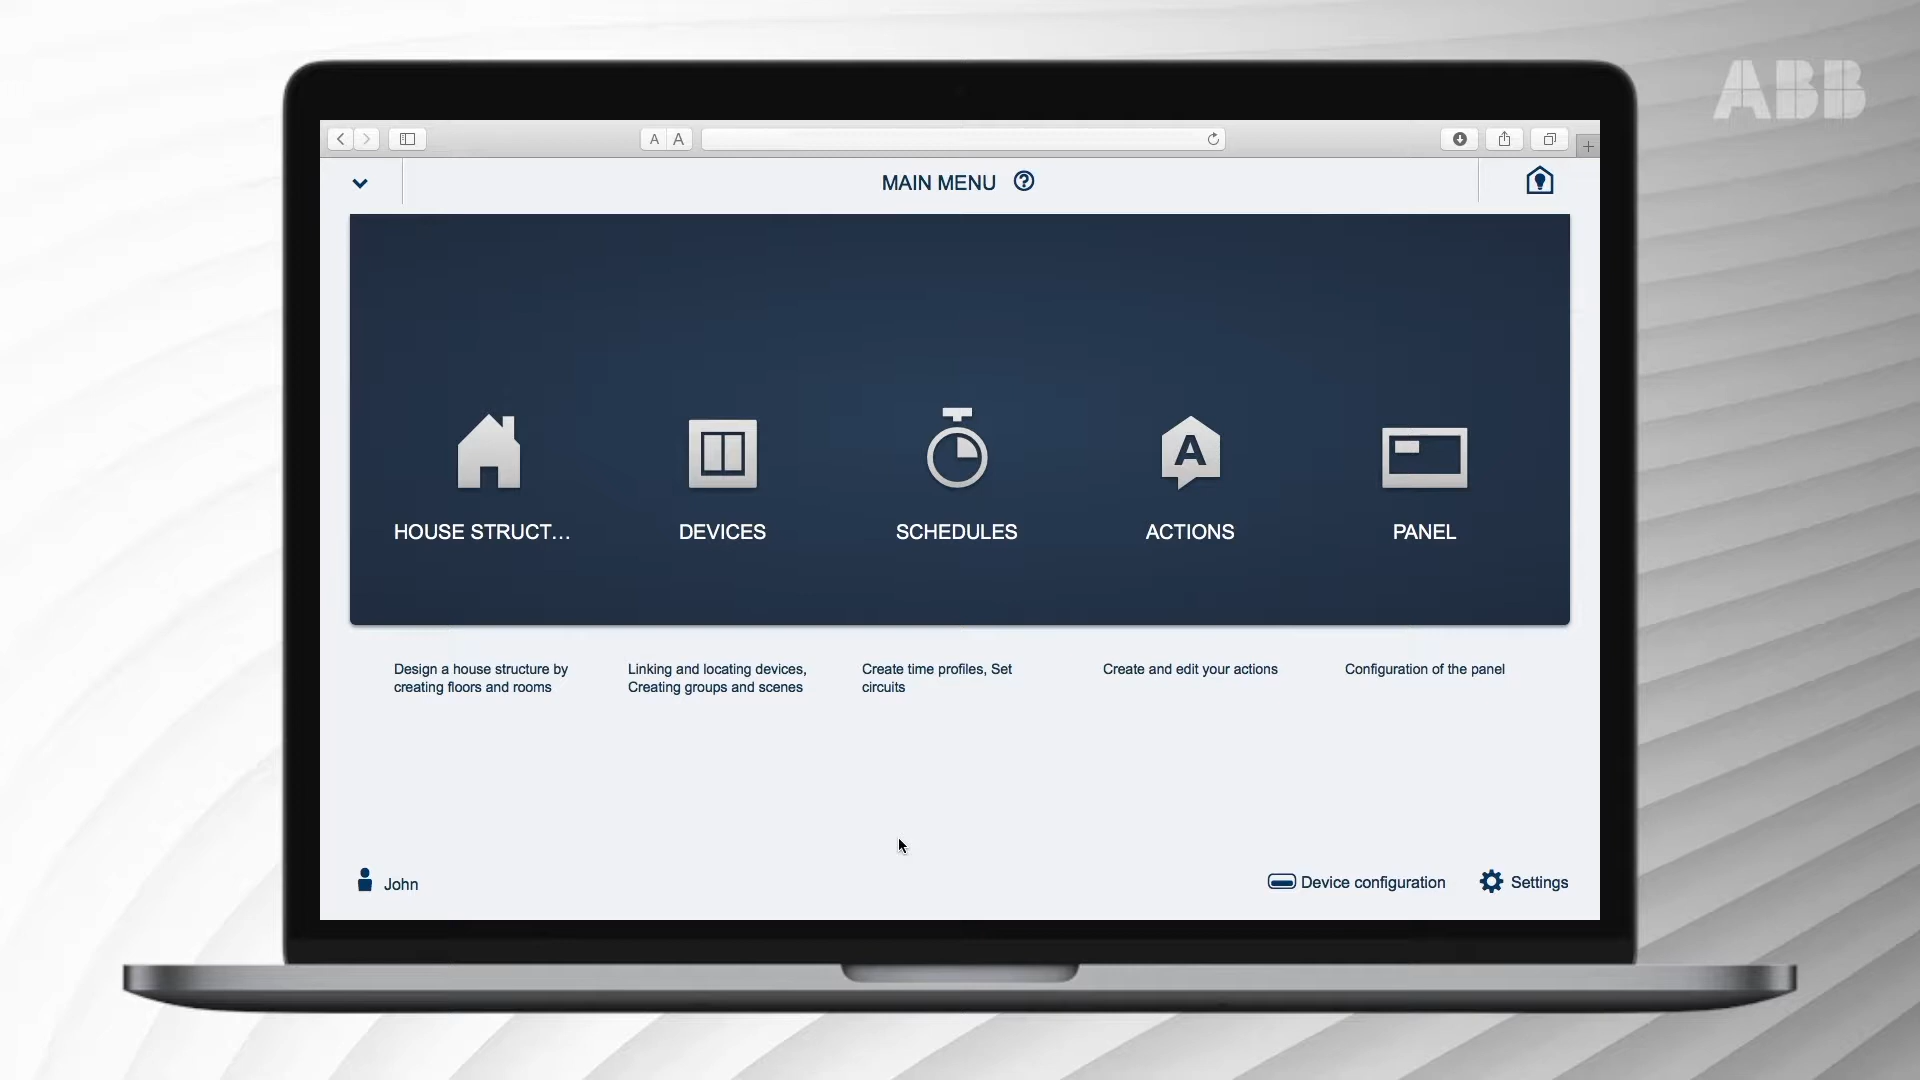 ABB
A A
MAIN MENU ?
A
HOUSE STRUCT... DEVICES SCHEDULES ACTIONS PANEL
Design a house structure by
creating floors and rooms
Linking and locating devices,
Creating groups and scenes
Create time profiles, Set
circuits
Create and edit your actions
Configuration of the panel
John
Device configuration
Settings